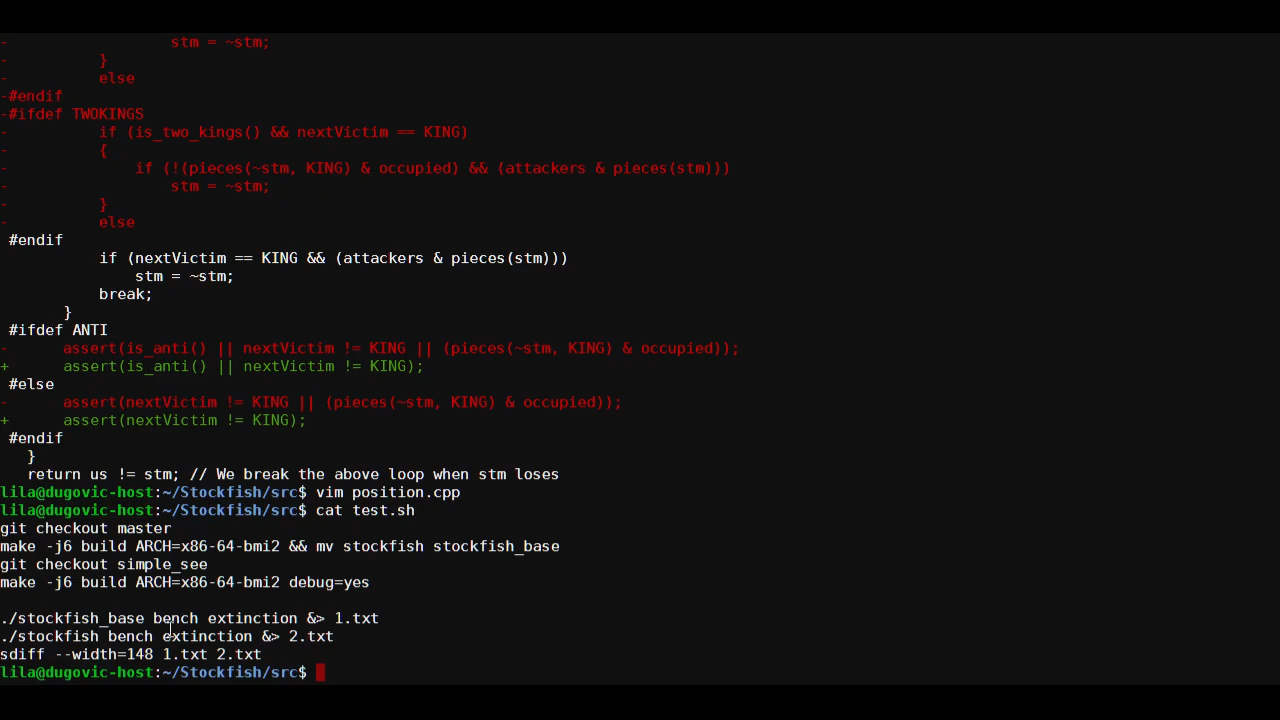 -                  stm = ~stm;
-          }
-          else
-#endif
-#ifdef TWOKINGS
-          if (is_two_kings() && nextVictim == KING)
-          {
-              if (!(pieces(~stm, KING) & occupied) && (attackers & pieces(stm)))
-                  stm = ~stm;
-          }
-          else
 #endif
           if (nextVictim == KING && (attackers & pieces(stm)))
               stm = ~stm;
           break;
       }
 #ifdef ANTI
-      assert(is_anti() || nextVictim != KING || (pieces(~stm, KING) & occupied));
+      assert(is_anti() || nextVictim != KING);
 #else
-      assert(nextVictim != KING || (pieces(~stm, KING) & occupied));
+      assert(nextVictim != KING);
 #endif
   }
   return us != stm; // We break the above loop when stm loses
lila@dugovic-host:~/Stockfish/src$ vim position.cpp
lila@dugovic-host:~/Stockfish/src$ cat test.sh
git checkout master
make -j6 build ARCH=x86-64-bmi2 && mv stockfish stockfish_base
git checkout simple_see
make -j6 build ARCH=x86-64-bmi2 debug=yes

./stockfish_base bench extinction &> 1.txt
./stockfish bench extinction &> 2.txt
sdiff --width=148 1.txt 2.txt
lila@dugovic-host:~/Stockfish/src$